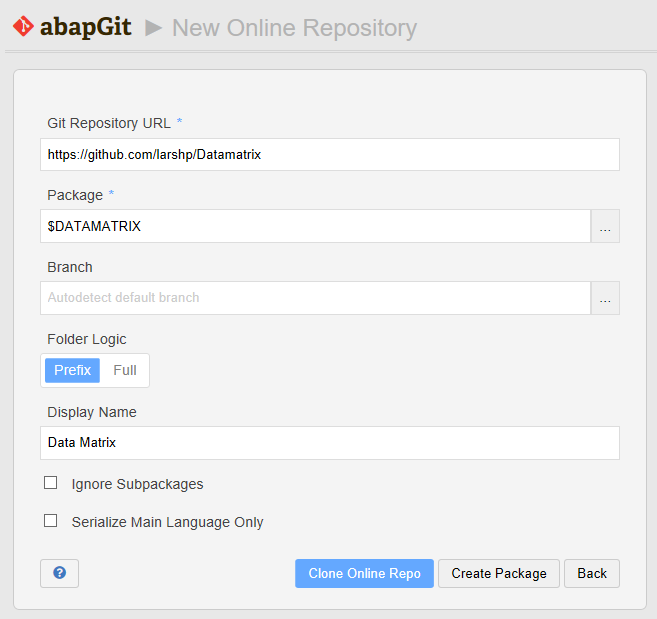 abapGit ► New Online Repository
Git Repository URL *
https://github.com/larshp/Datamatrix
Package *
$DATAMATRIX ...
Branch
Autodetect default branch ...
Folder Logic
Prefix Full
Display Name
Data Matrix
Ignore Subpackages
Serialize Main Language Only
? Clone Online Repo Create Package Back